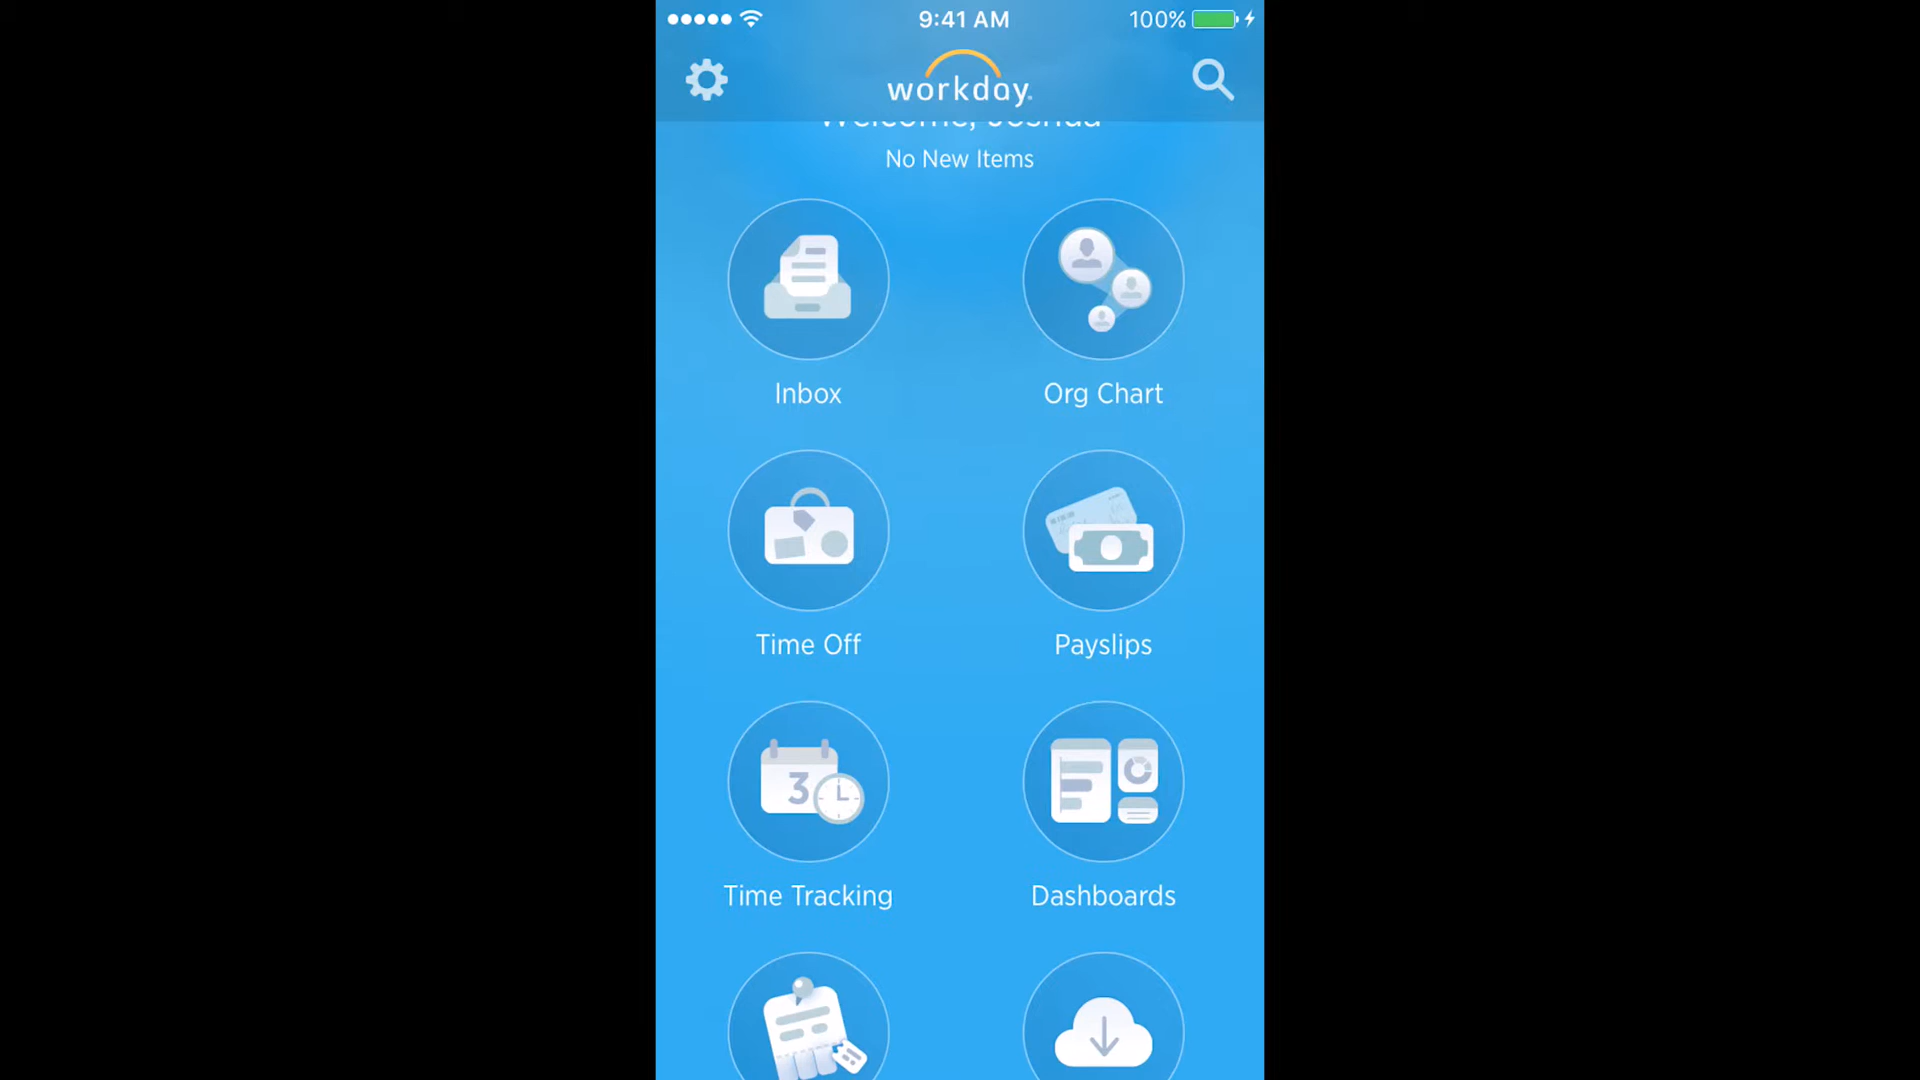 9:41 AM
100%
workday.
Welcome, Joshua
No New Items
Inbox
Org Chart
Time Off
Payslips
3
Time Tracking
Dashboards